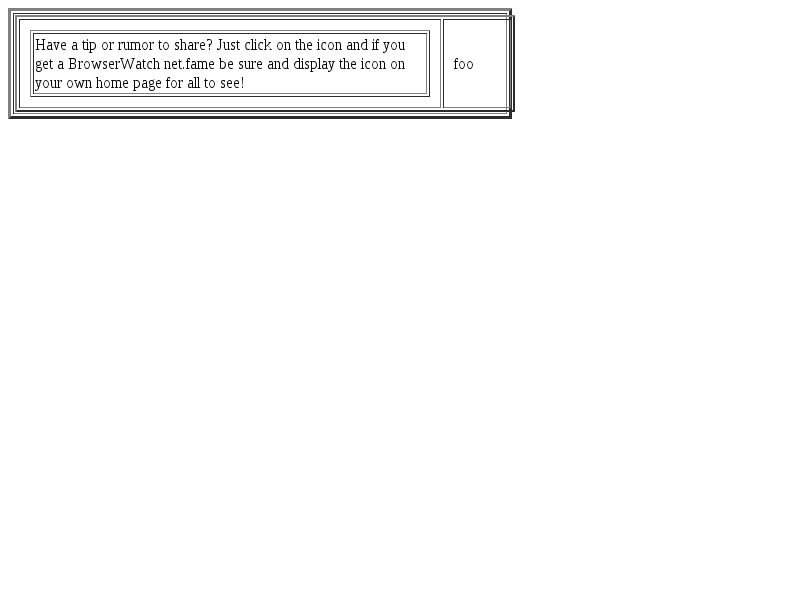 Have a tip or rumor to share? Just click on the icon and if you
get a BrowserWatch net.fame be sure and display the icon on
your own home page for all to see!
foo